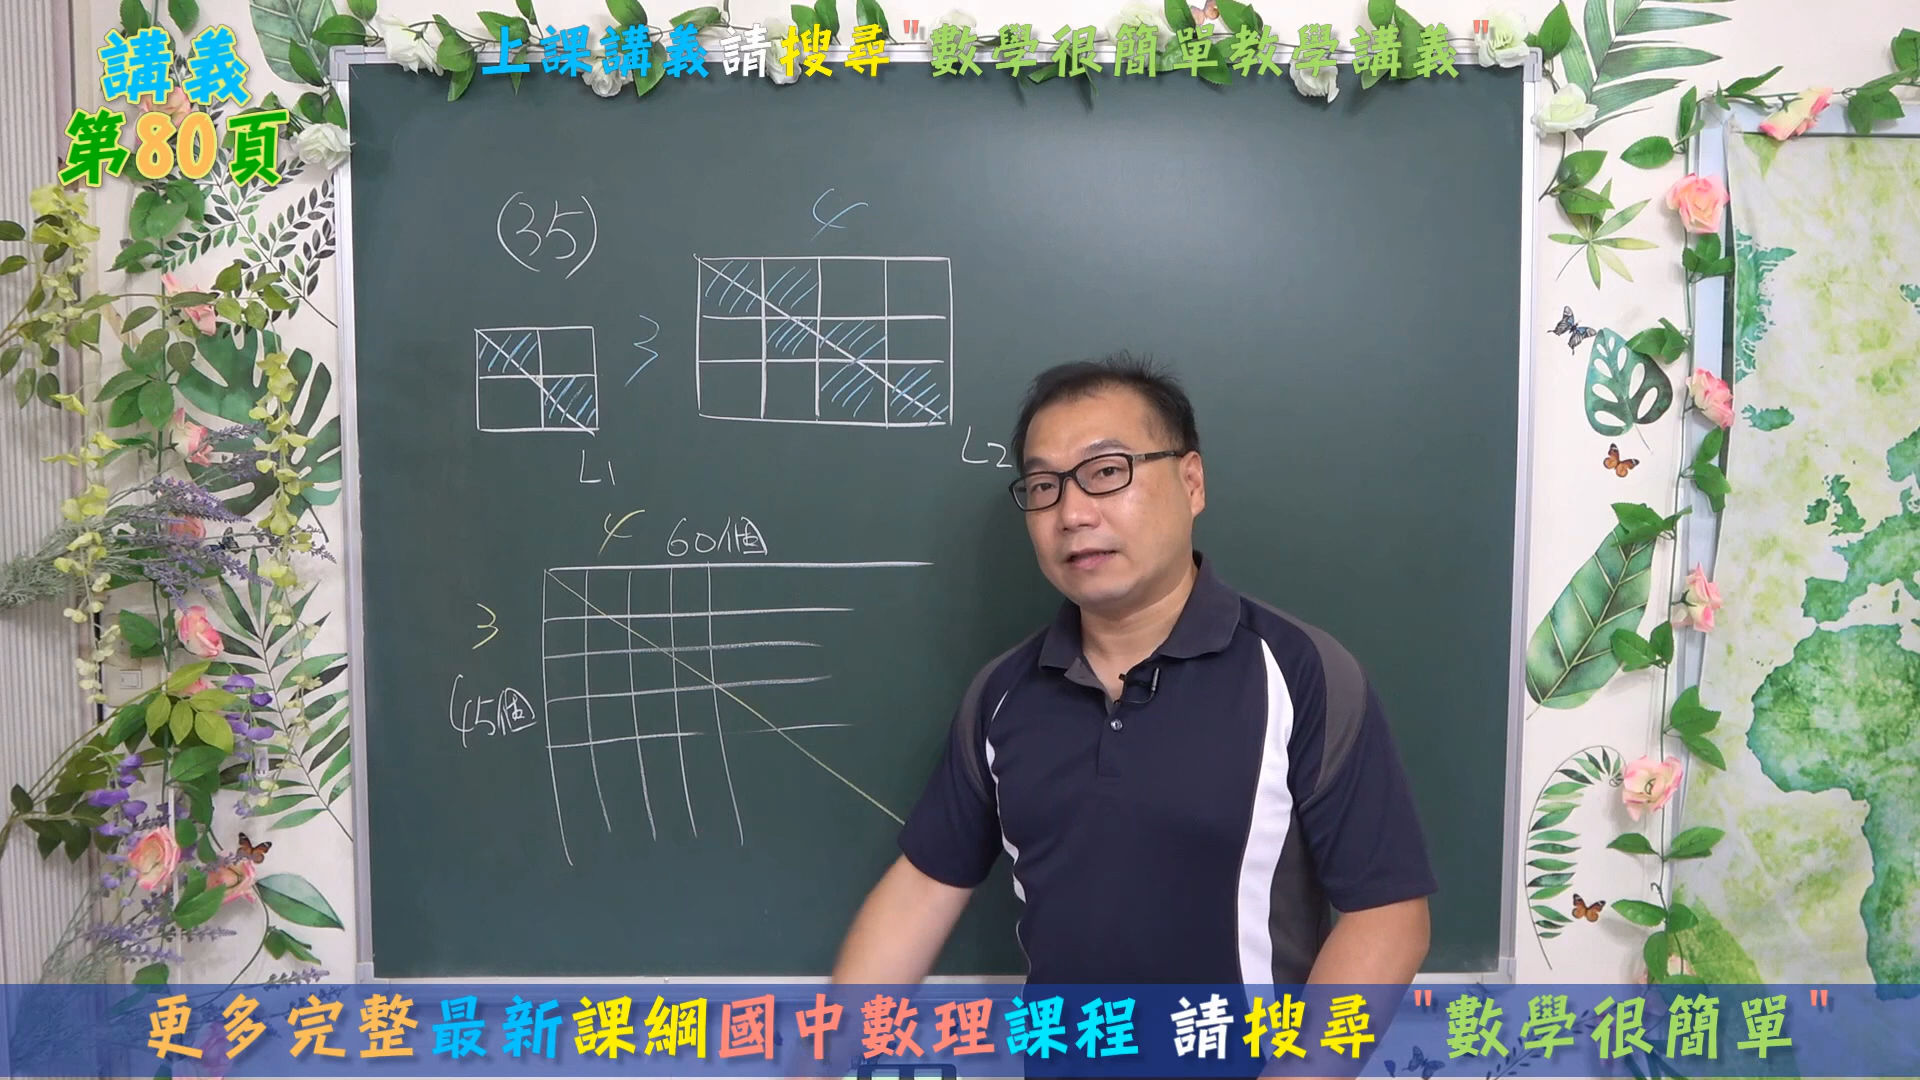 講義
第80頁
上課講義請搜尋"數學很簡單教學講義"
(35)
4
3
L1
L2
4 60個
3
45個
更多完整最新課綱國中數理課程 請搜尋 "數學很簡單"